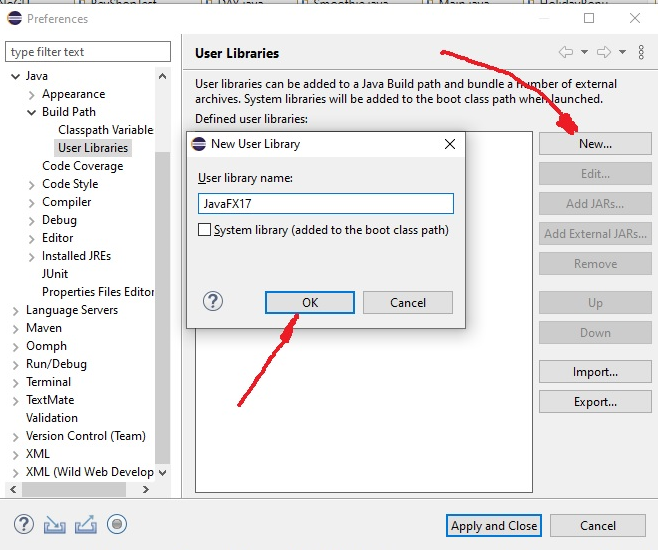 Preferences
type filter text
Java
Appearance
Build Path
Classpath Variable
User Libraries
Code Coverage
Code Style
Compiler
Debug
Editor
Installed JREs
JUnit
Properties Files Editor
Language Servers
Maven
Oomph
Run/Debug
Terminal
TextMate
Validation
Version Control (Team)
XML
XML (Wild Web Develop
User Libraries
User libraries can be added to a Java Build path and bundle a number of external
archives. System libraries will be added to the boot class path when launched.
Defined user libraries:
New...
Edit...
Add JARs...
Add External JARs...
Remove
Up
Down
Import...
Export...
New User Library
User library name:
JavaFX17
System library (added to the boot class path)
OK
Cancel
Apply and Close
Cancel